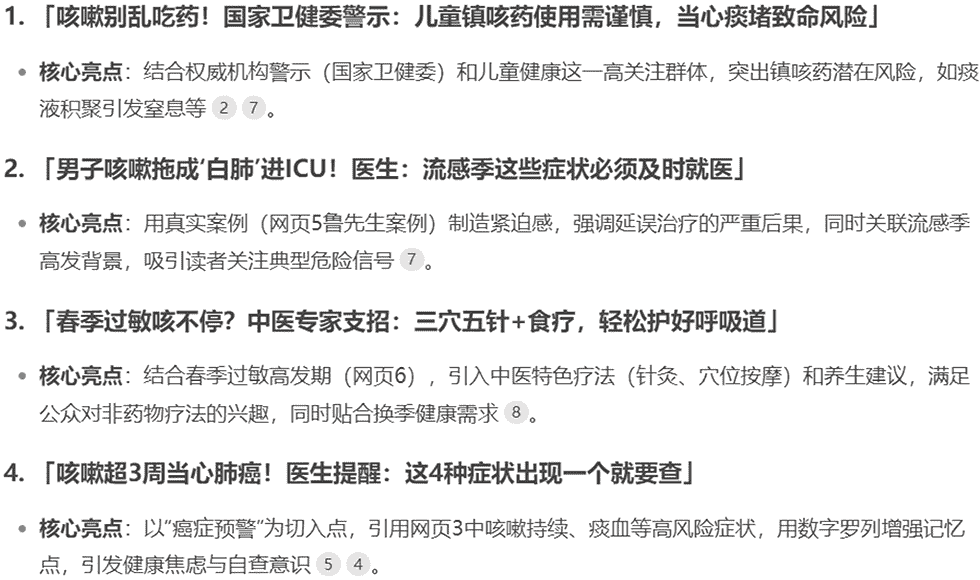 1. 「咳嗽别乱吃药！国家卫健委警示：儿童镇咳药使用需谨慎，当心痰堵致命风险」
• 核心亮点：结合权威机构警示（国家卫健委）和儿童健康这一高关注群体，突出镇咳药潜在风险，如痰
液积聚引发窒息等 2 7 。
2. 「男子咳嗽拖成‘白肺’进ICU！医生：流感季这些症状必须及时就医」
• 核心亮点：用真实案例（网页5鲁先生案例）制造紧迫感，强调延误治疗的严重后果，同时关联流感季
高发背景，吸引读者关注典型危险信号 7 。
3. 「春季过敏咳不停？中医专家支招：三穴五针+食疗，轻松护好呼吸道」
• 核心亮点：结合春季过敏高发期（网页6），引入中医特色疗法（针灸、穴位按摩）和养生建议，满足
公众对非药物疗法的兴趣，同时贴合换季健康需求 8 。
4. 「咳嗽超3周当心肺癌！医生提醒：这4种症状出现一个就要查」
• 核心亮点：以“癌症预警”为切入点，引用网页3中咳嗽持续、痰血等高风险症状，用数字罗列增强记忆
点，引发健康焦虑与自查意识 5 4 。